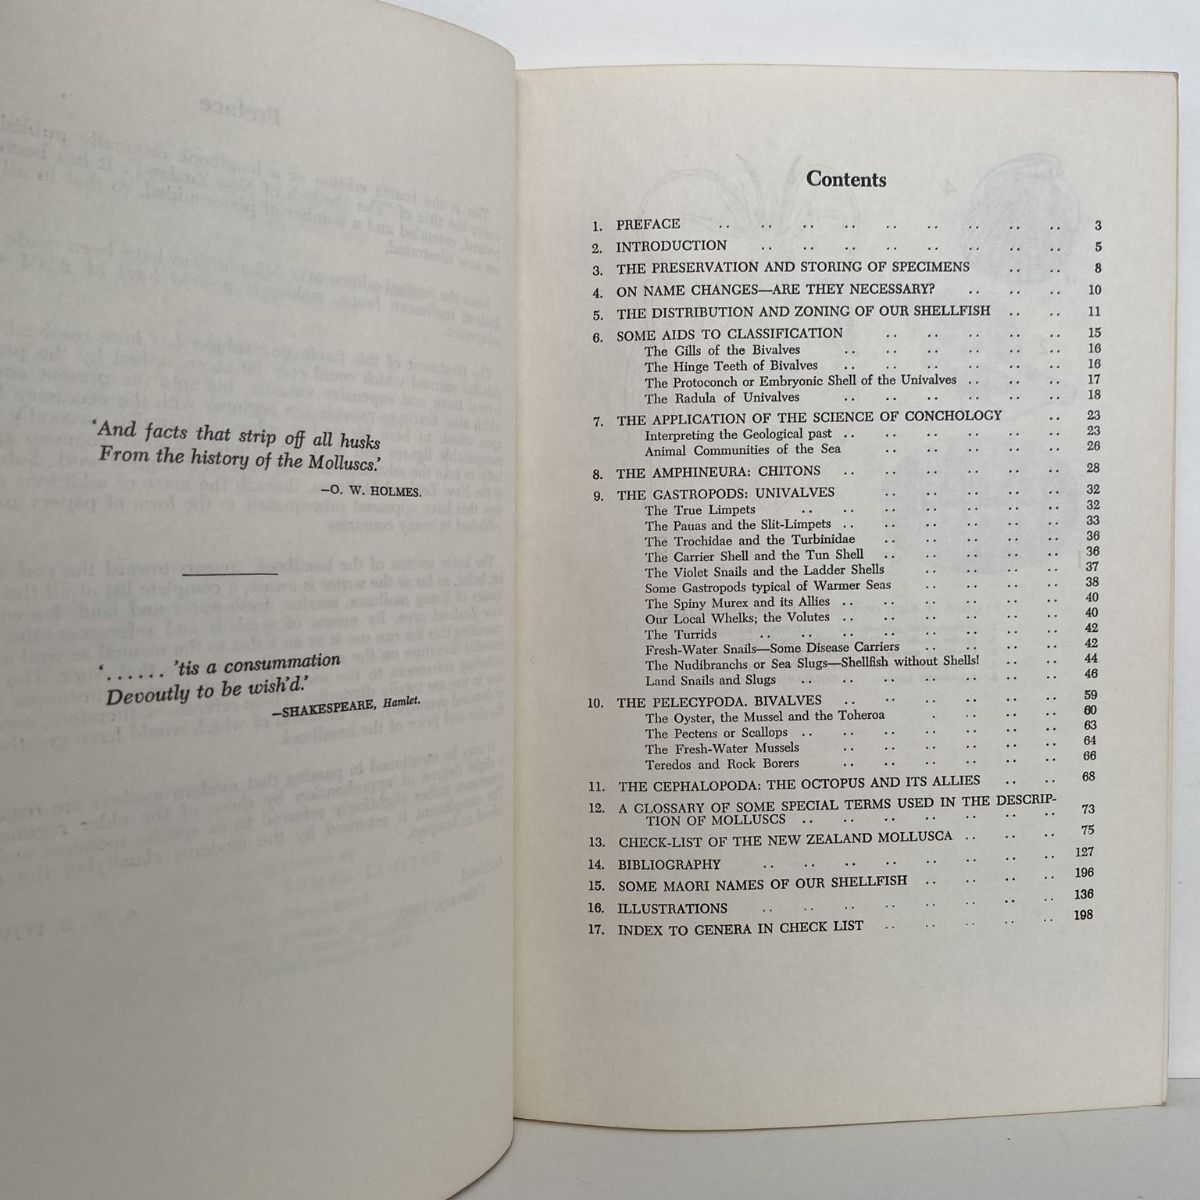 'And facts that strip off all husks
From the history of the Molluscs.'
—O. W. HOLMES.
'...... 'tis a consummation
Devoutly to be wish'd.'
—SHAKESPEARE, Hamlet.
Contents
1. PREFACE .. .. .. .. .. .. .. .. .. 3
2. INTRODUCTION .. .. .. .. .. .. .. .. 5
3. THE PRESERVATION AND STORING OF SPECIMENS .. .. 8
4. ON NAME CHANGES—ARE THEY NECESSARY? .. .. .. 10
5. THE DISTRIBUTION AND ZONING OF OUR SHELLFISH .. .. 11
6. SOME AIDS TO CLASSIFICATION .. .. .. .. .. 15
The Gills of the Bivalves .. .. .. .. .. .. 16
The Hinge Teeth of Bivalves .. .. .. .. .. .. 16
The Protoconch or Embryonic Shell of the Univalves .. .. .. 17
The Radula of Univalves .. .. .. .. .. .. 18
7. THE APPLICATION OF THE SCIENCE OF CONCHOLOGY .. 23
Interpreting the Geological past .. .. .. .. .. .. 23
Animal Communities of the Sea .. .. .. .. .. 26
8. THE AMPHINEURA: CHITONS .. .. .. .. .. .. 28
9. THE GASTROPODS: UNIVALVES .. .. .. .. .. 32
The True Limpets .. .. .. .. .. .. .. 32
The Pauas and the Slit-Limpets .. .. .. .. .. .. 33
The Trochidae and the Turbinidae .. .. .. .. .. 36
The Carrier Shell and the Tun Shell .. .. .. .. .. 36
The Violet Snails and the Ladder Shells .. .. .. .. 37
Some Gastropods typical of Warmer Seas .. .. .. .. 38
The Spiny Murex and its Allies .. .. .. .. .. .. 40
Our Local Whelks; the Volutes .. .. .. .. .. .. 40
The Turrids .. .. .. .. .. .. .. .. 42
Fresh-Water Snails—Some Disease Carriers .. .. .. .. 42
The Nudibranchs or Sea Slugs—Shellfish without Shells! .. .. 44
Land Snails and Slugs .. .. .. .. .. .. .. 46
10. THE PELECYPODA. BIVALVES .. .. .. .. .. .. 59
The Oyster, the Mussel and the Toheroa . .. .. .. 60
The Pectens or Scallops .. .. .. .. .. .. .. 63
The Fresh-Water Mussels .. .. .. .. .. .. 64
Teredos and Rock Borers .. .. .. .. .. .. 66
11. THE CEPHALOPODA: THE OCTOPUS AND ITS ALLIES .. .. 68
12. A GLOSSARY OF SOME SPECIAL TERMS USED IN THE DESCRIP-
TION OF MOLLUSCS .. .. .. .. .. .. .. 73
13. CHECK-LIST OF THE NEW ZEALAND MOLLUSCA .. .. .. 75
14. BIBLIOGRAPHY .. .. .. .. .. .. .. .. 127
15. SOME MAORI NAMES OF OUR SHELLFISH .. .. .. .. 196
16. ILLUSTRATIONS .. .. .. .. .. .. .. .. 136
17. INDEX TO GENERA IN CHECK LIST .. .. .. .. .. 198